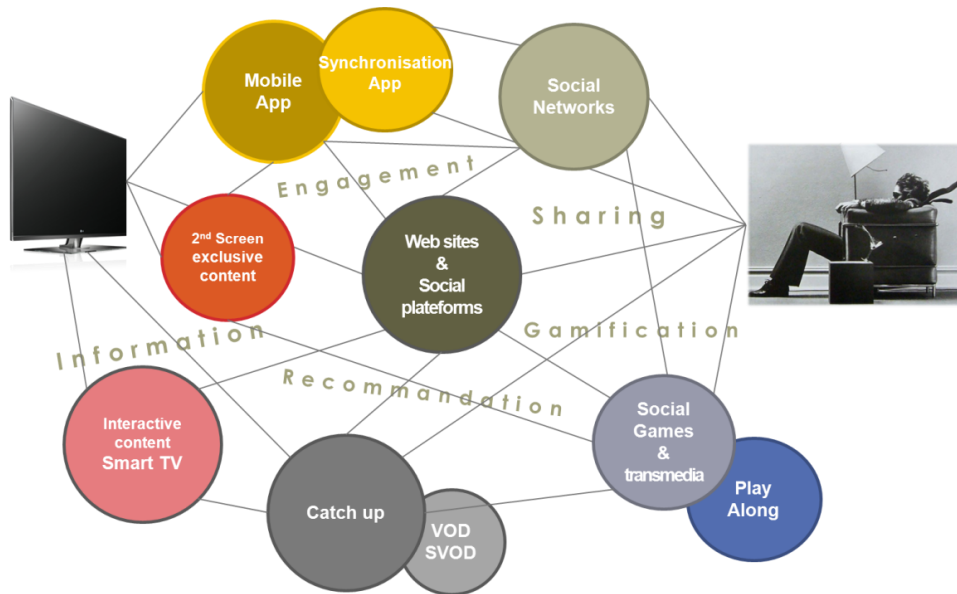 Mobile
App
Synchronisation
App
Social
Networks
Engagement
Sharing
2nd Screen
exclusive
content
Web sites
&
Social
plateforms
Information
Gamification
Recommandation
Interactive
content
Smart TV
Social
Games
&
transmedia
Catch up
VOD
SVOD
Play
Along